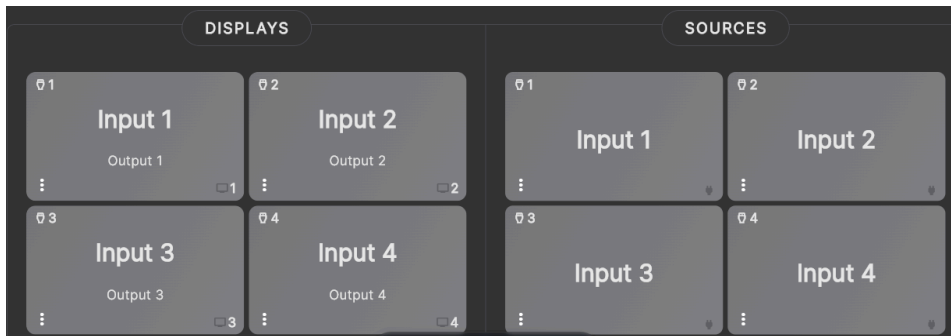 DISPLAYS
SOURCES
1
2
Input 1
Input 2
Output 1
Output 2
1
2
3
4
Input 3
Input 4
Output 3
Output 4
3
4
1
2
Input 1
Input 2
3
4
Input 3
Input 4